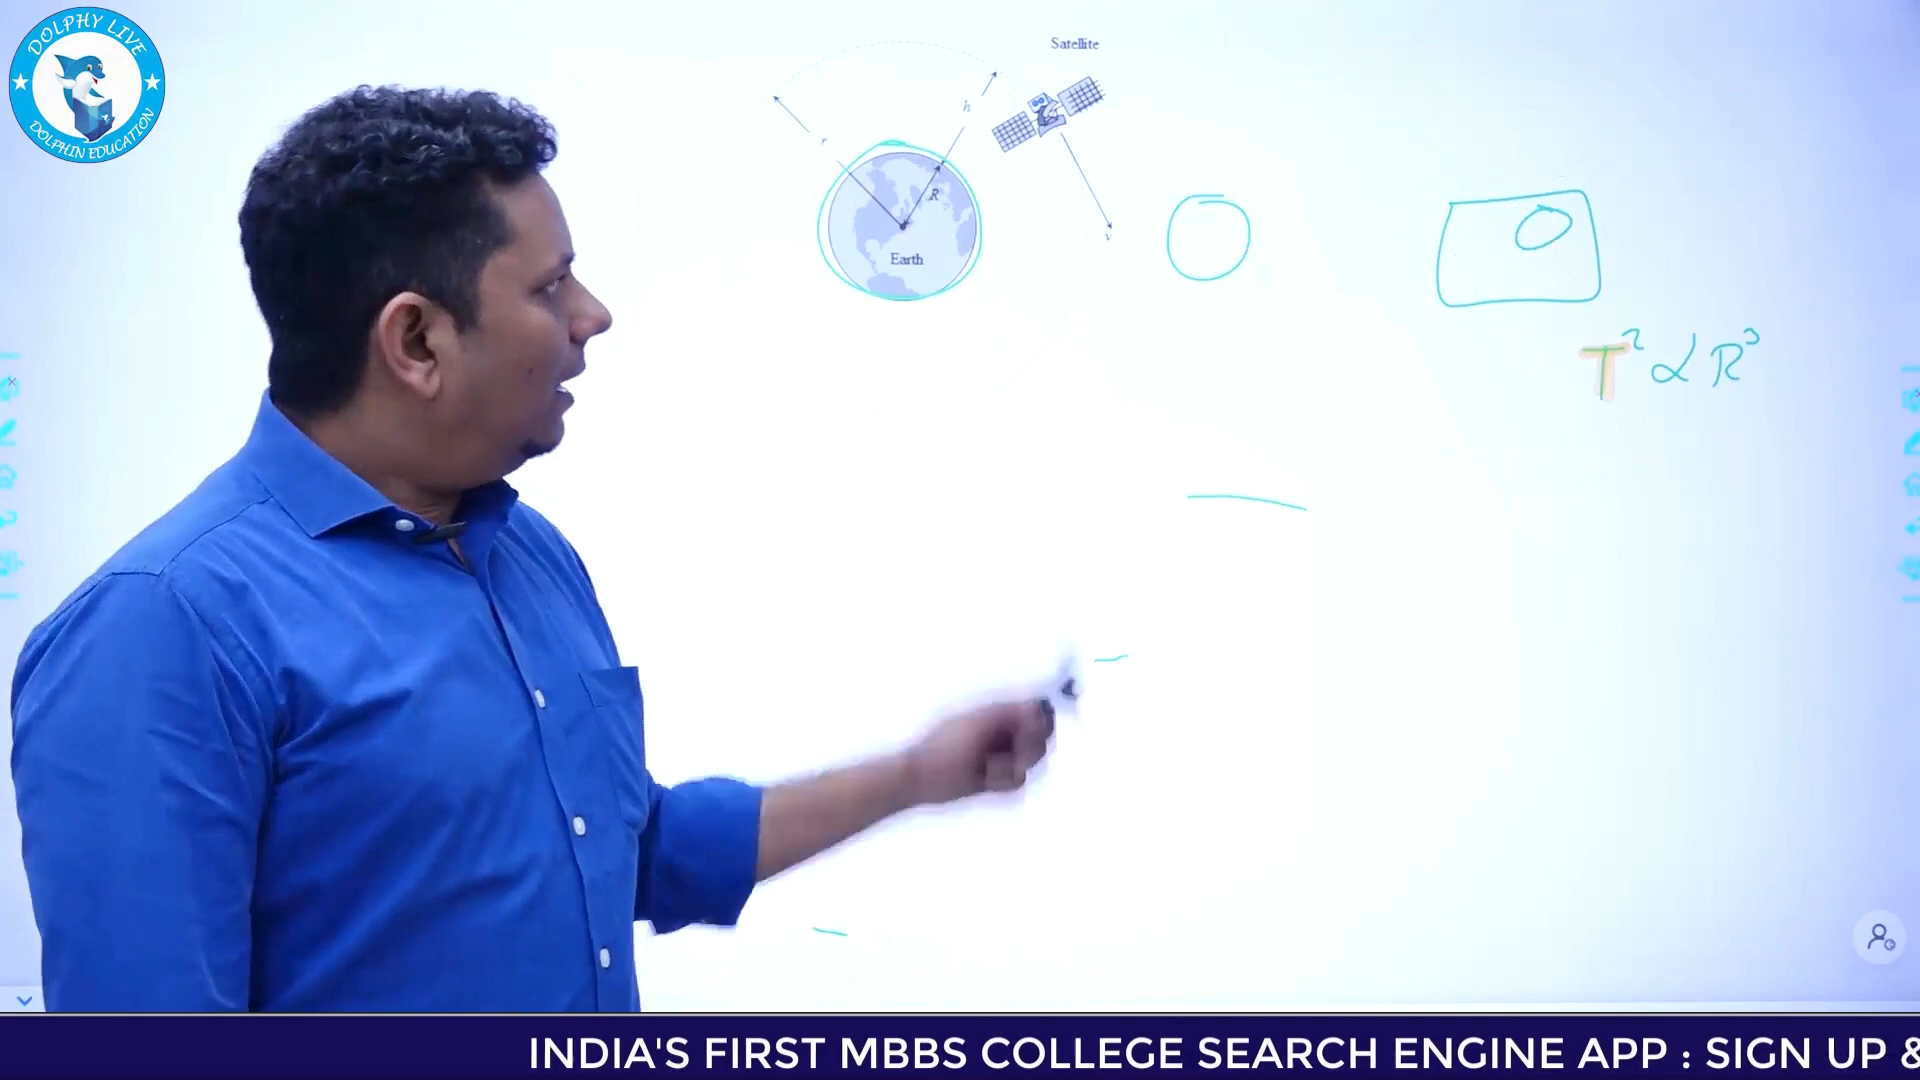 DOLPHY LIVE
DOLPHIN EDUCATION
Satellite
h
r
R
v
Earth
T² α R³
INDIA'S FIRST MBBS COLLEGE SEARCH ENGINE APP : SIGN UP &